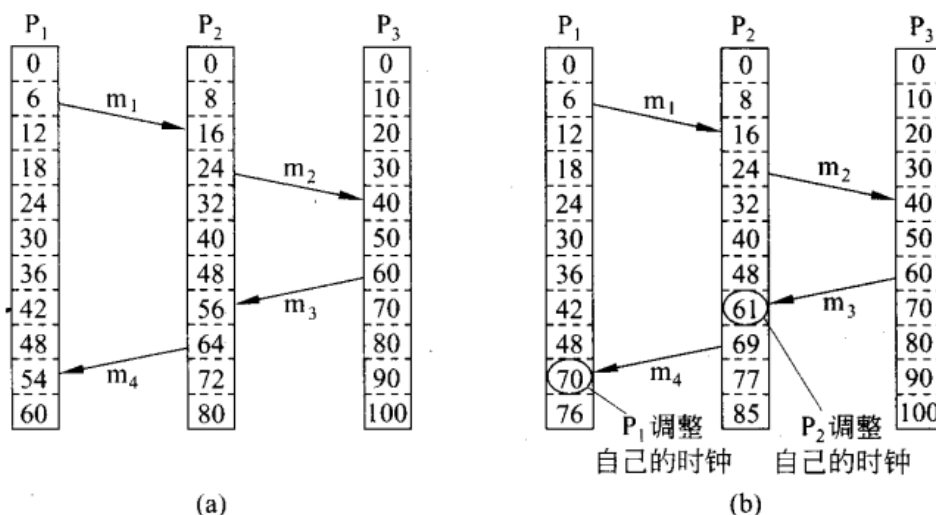 P₁ P₂ P₃ P₁ P₂ P₃
0 0 0 0 0 0
6 m₁ 8 10 6 m₁ 8 10
12 16 20 12 16 20
18 24 m₂ 30 18 24 m₂ 30
24 32 40 24 32 40
30 40 50 30 40 50
36 48 60 36 48 60
42 56 m₃ 70 42 61 m₃ 70
48 64 80 48 69 80
54 m₄ 72 90 70 m₄ 77 90
60 80 100 76 85 100
P₁调整 P₂调整
自己的时钟 自己的时钟
(a) (b)